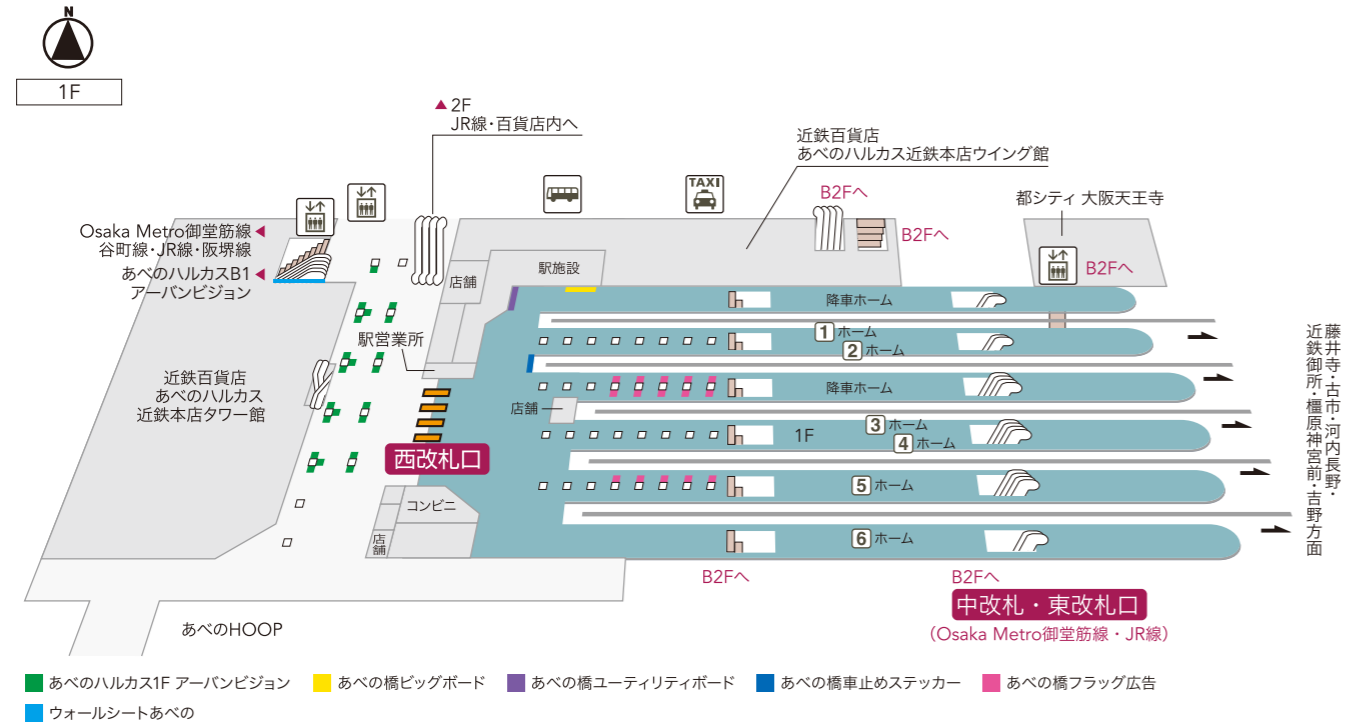 N
1F
▲ 2F
JR線・百貨店内へ
近鉄百貨店
あべのハルカス近鉄本店ウイング館
TAXI
B2Fへ
B2Fへ
都シティ 大阪天王寺
B2Fへ
Osaka Metro御堂筋線◀
谷町線・JR線・阪堺線
あべのハルカスB1◀
アーバンビジョン
店舗
駅施設
降車ホーム
1 ホーム
2 ホーム
駅営業所
近鉄百貨店
あべのハルカス
近鉄本店タワー館
降車ホーム
店舗
1F
3 ホーム
4 ホーム
西改札口
5 ホーム
コンビニ
店舗
6 ホーム
藤井寺・古市・河内長野・
近鉄御所・橿原神宮前・吉野方面
B2Fへ
B2Fへ
中改札・東改札口
(Osaka Metro御堂筋線・JR線)
あべのHOOP
あべのハルカス1F アーバンビジョン
あべの橋ビッグボード
あべの橋ユーティリティボード
あべの橋車止めステッカー
あべの橋フラッグ広告
ウォールシートあべの